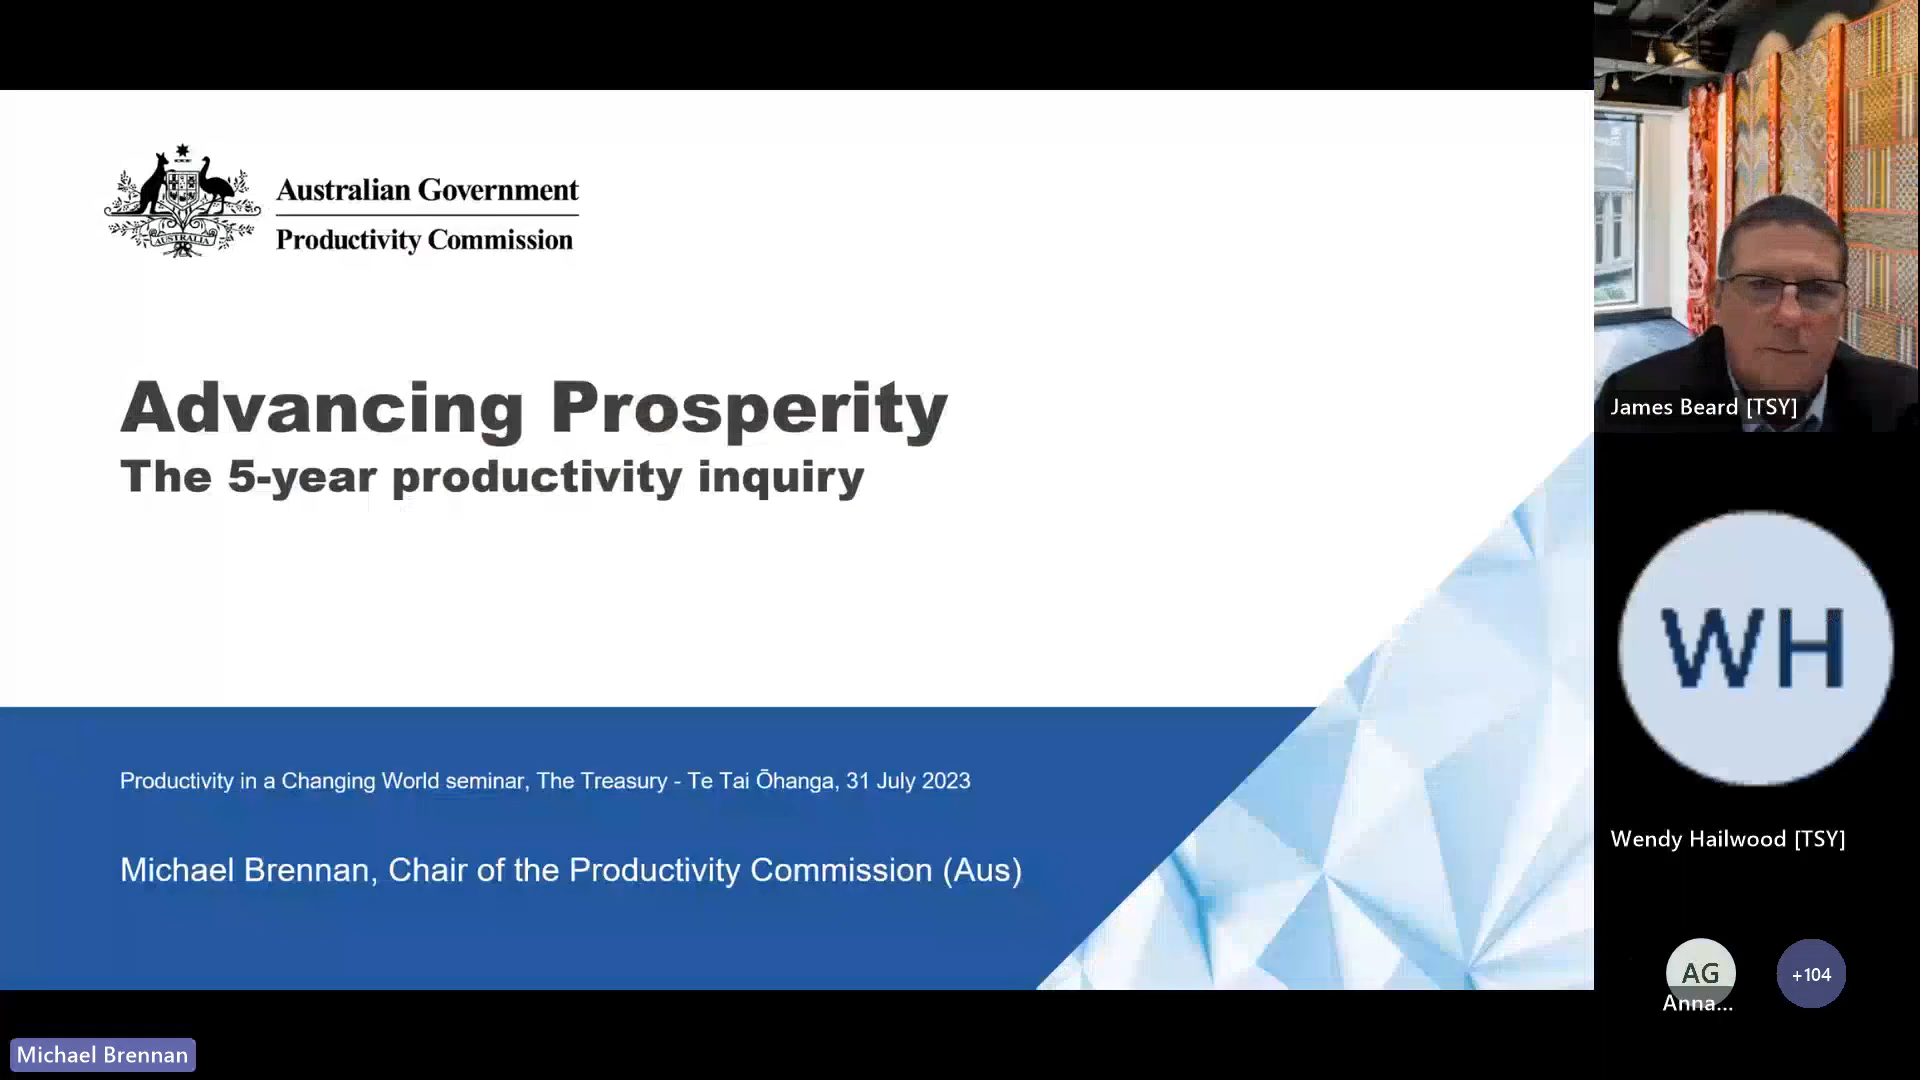 AUSTRALIA
Australian Government
Productivity Commission
Advancing Prosperity
The 5-year productivity inquiry
Productivity in a Changing World seminar, The Treasury - Te Tai Ōhanga, 31 July 2023
Michael Brennan, Chair of the Productivity Commission (Aus)
James Beard [TSY]
WH
Wendy Hailwood [TSY]
AG
Anna...
+104
Michael Brennan